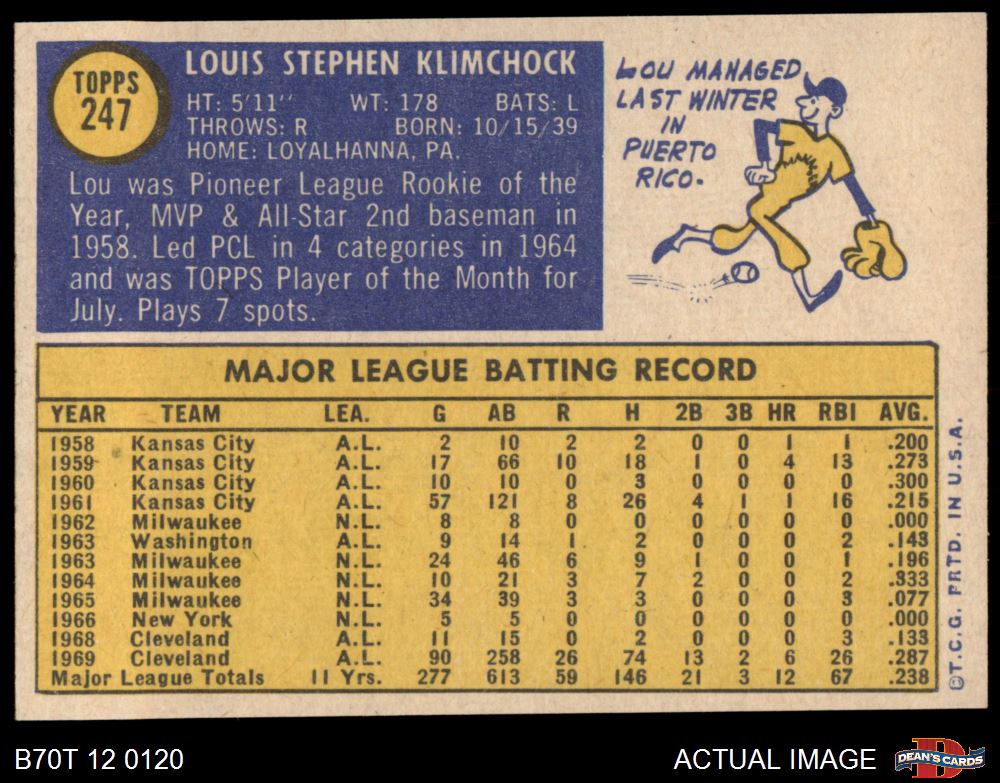 TOPPS
247
LOUIS STEPHEN KLIMCHOCK
HT: 5'11" WT: 178 BATS: L
THROWS: R BORN: 10/15/39
HOME: LOYALHANNA, PA.
Lou was Pioneer League Rookie of the
Year, MVP & All-Star 2nd baseman in
1958. Led PCL in 4 categories in 1964
and was TOPPS Player of the Month for
July. Plays 7 spots.
LOU MANAGED
LAST WINTER
IN
PUERTO
RICO.
MAJOR LEAGUE BATTING RECORD
YEAR TEAM LEA. G AB R H 2B 3B HR RBI AVG.
1958 Kansas City A.L. 2 10 2 2 0 0 1 1 .200
1959 Kansas City A.L. 17 66 10 18 1 0 4 13 .273
1960 Kansas City A.L. 10 10 0 3 0 0 0 0 .300
1961 Kansas City A.L. 57 121 8 26 4 1 1 16 .215
1962 Milwaukee N.L. 8 8 0 0 0 0 0 0 .000
1963 Washington A.L. 9 14 1 2 0 0 0 2 .143
1963 Milwaukee N.L. 24 46 6 9 1 0 0 1 .196
1964 Milwaukee N.L. 10 21 3 7 2 0 0 2 .333
1965 Milwaukee N.L. 34 39 3 3 0 0 0 3 .077
1966 New York N.L. 5 5 0 0 0 0 0 0 .000
1968 Cleveland A.L. 11 15 0 2 0 0 0 3 .133
1969 Cleveland A.L. 90 258 26 74 13 2 6 26 .287
Major League Totals 11 Yrs. 277 613 59 146 21 3 12 67 .238
©T.C.G. PRTD. IN U.S.A.
B70T 12 0120
ACTUAL IMAGE
D
DEAN'S CARDS